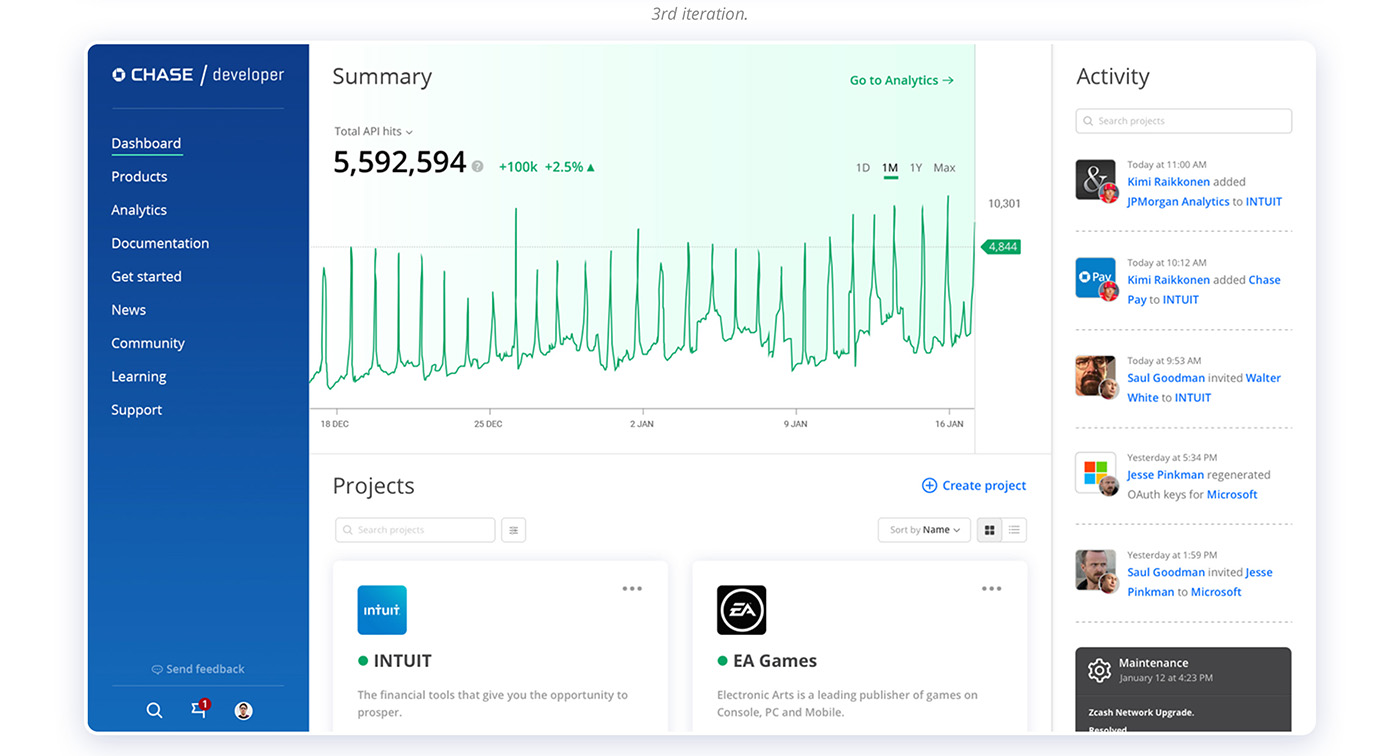 3rd iteration.
CHASE / developer
Dashboard
Products
Analytics
Documentation
Get started
News
Community
Learning
Support
Send feedback
1
Summary
Go to Analytics →
Total API hits
5,592,594 ? +100k +2.5% ▲
1D 1M 1Y Max
10,301
4,844
18 DEC 25 DEC 2 JAN 9 JAN 16 JAN
Projects
Create project
Search projects
Sort by Name
INTUIT
INTUIT
The financial tools that give you the opportunity to
prosper.
EA
EA Games
Electronic Arts is a leading publisher of games on
Console, PC and Mobile.
Activity
Search projects
&
Today at 11:00 AM
Kimi Raikkonen added
JPMorgan Analytics to INTUIT
Pay
Today at 10:12 AM
Kimi Raikkonen added Chase
Pay to INTUIT
Today at 9:53 AM
Saul Goodman invited Walter
White to INTUIT
Yesterday at 5:34 PM
Jesse Pinkman regenerated
OAuth keys for Microsoft
Yesterday at 1:59 PM
Saul Goodman invited Jesse
Pinkman to Microsoft
Maintenance
January 12 at 4:23 PM
Zcash Network Upgrade.
Resolved